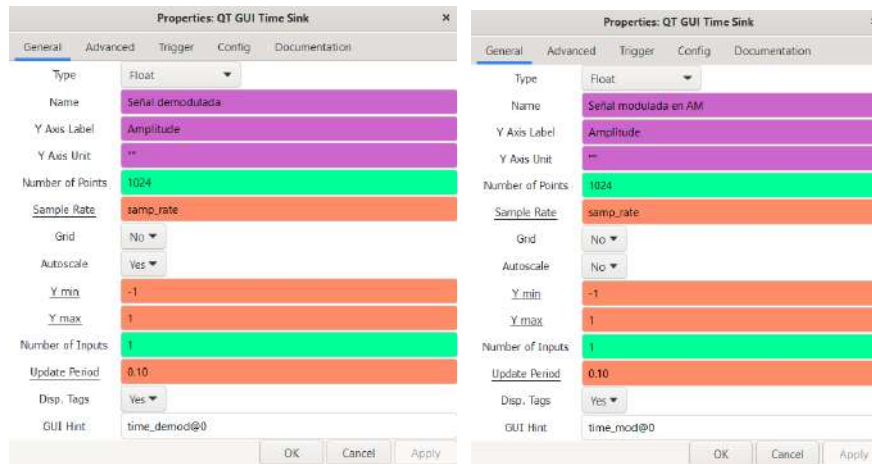 Properties: QT GUI Time Sink ×
General Advanced Trigger Config Documentation
Type Float
Name Señal demodulada
Y Axis Label Amplitude
Y Axis Unit ""
Number of Points 1024
Sample Rate samp_rate
Grid No
Autoscale Yes
Y min -1
Y max 1
Number of Inputs 1
Update Period 0.10
Disp. Tags Yes
GUI Hint time_demod@0
OK Cancel Apply
Properties: QT GUI Time Sink
General Advanced Trigger Config Documentation
Type Float
Name Señal modulada en AM
Y Axis Label Amplitude
Y Axis Unit ""
Number of Points 1024
Sample Rate samp_rate
Grid No
Autoscale No
Y min -1
Y max 1
Number of Inputs 1
Update Period 0.10
Disp. Tags Yes
GUI Hint time_mod@0
OK Cancel Apply